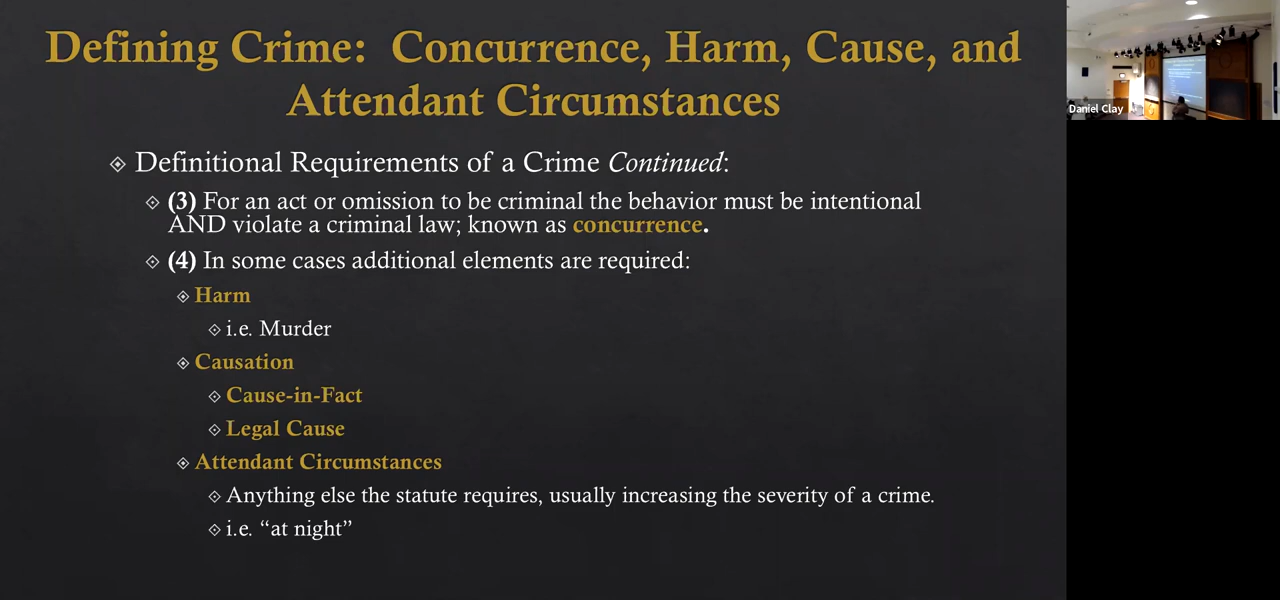 Defining Crime: Concurrence, Harm, Cause, and
Attendant Circumstances
Definitional Requirements of a Crime Continued:
(3) For an act or omission to be criminal the behavior must be intentional
AND violate a criminal law; known as concurrence.
(4) In some cases additional elements are required:
Harm
i.e. Murder
Causation
Cause-in-Fact
Legal Cause
Attendant Circumstances
Anything else the statute requires, usually increasing the severity of a crime.
i.e. “at night”
Daniel Clay